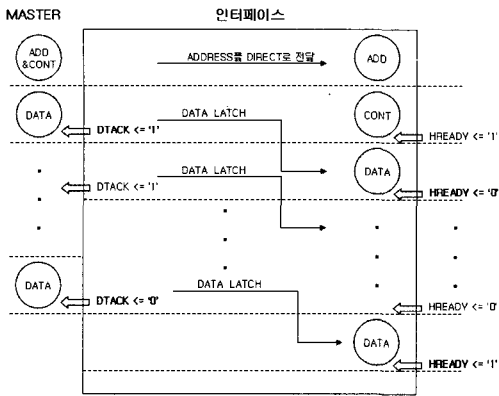 MASTER 인터페이스
ADD &CONT ADDRESS를 DIRECT로 전달 ADD
DATA DATA LATCH CONT
DTACK <= '1' HREADY <= '1'
DATA LATCH DATA
DTACK <= '1' HREADY <= '0'
DATA DATA LATCH
DTACK <= '0' HREADY <= '0'
DATA
HREADY <= '1'